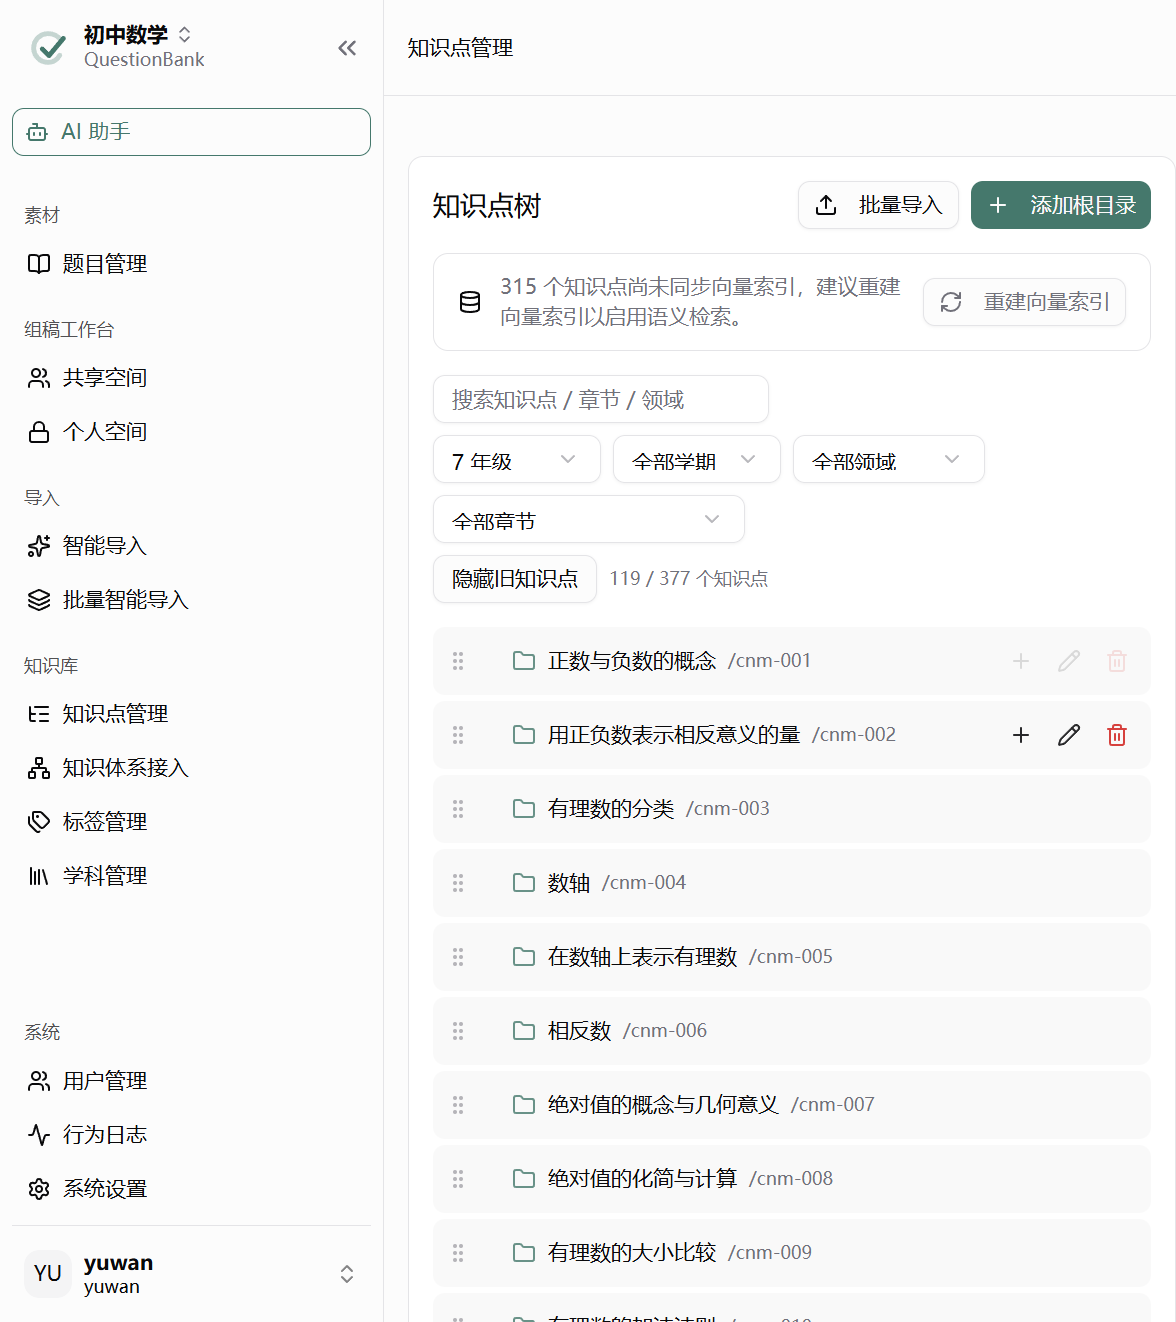 初中数学
QuestionBank
AI 助手
素材
题目管理
组稿工作台
共享空间
个人空间
导入
智能导入
批量智能导入
知识库
知识点管理
知识体系接入
标签管理
学科管理
系统
用户管理
行为日志
系统设置
YU
yuwan
yuwan
知识点管理
知识点树
批量导入
添加根目录
315 个知识点尚未同步向量索引，建议重建
向量索引以启用语义检索。
重建向量索引
搜索知识点 / 章节 / 领域
7 年级
全部学期
全部领域
全部章节
隐藏旧知识点
119 / 377 个知识点
正数与负数的概念 /cnm-001
用正负数表示相反意义的量 /cnm-002
有理数的分类 /cnm-003
数轴 /cnm-004
在数轴上表示有理数 /cnm-005
相反数 /cnm-006
绝对值的概念与几何意义 /cnm-007
绝对值的化简与计算 /cnm-008
有理数的大小比较 /cnm-009
有理数的加法法则 /cnm-010